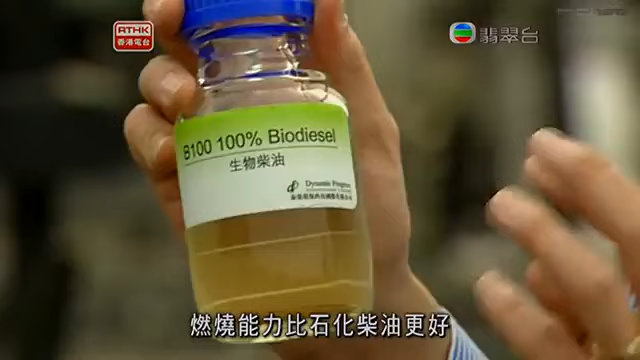 RTHK
香港電台
翡翠台
B100 100% Biodiesel
生物柴油
Dynamic Progress
燃燒能力比石化柴油更好